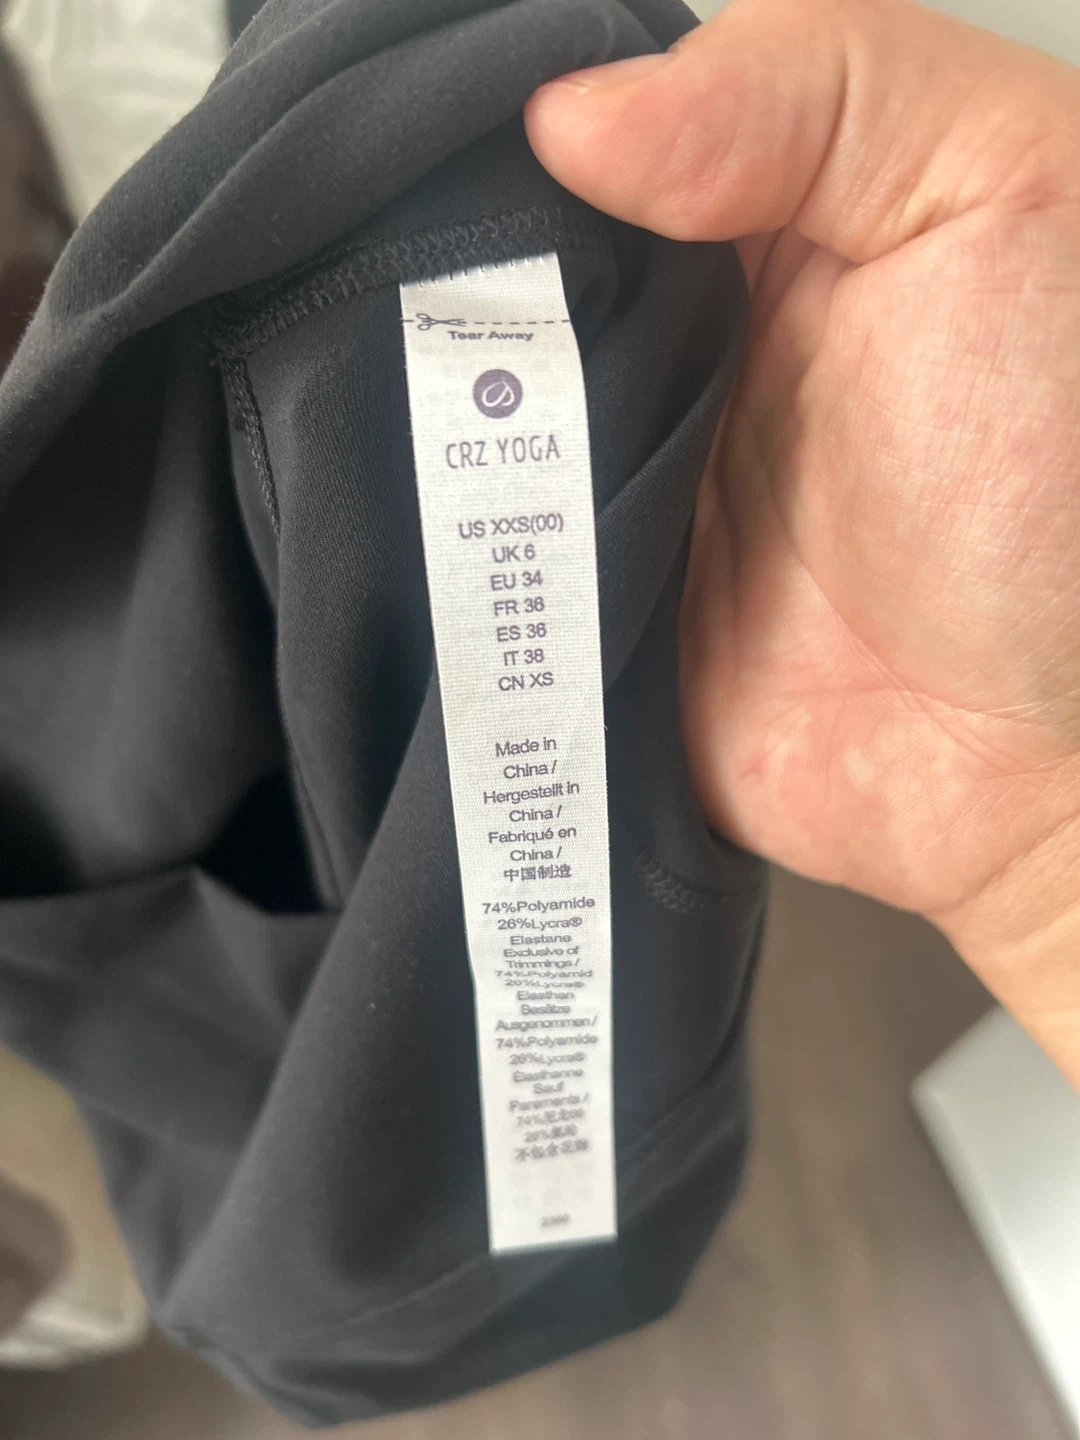 Tear Away
CRZ YOGA
US XXS(00)
UK 6
EU 34
FR 36
ES 36
IT 38
CN XS
Made in
China /
Hergestellt in
China /
Fabriqué en
China /
中国制造
74%Polyamide
26%Lycra®
Elastane
Exclusive of
Trimmings /
74%Polyamid
26%Lycra®
Elasthan
Besätze
Ausgenommen /
74%Polyamide
26%Lycra®
Élasthanne
Sauf
Parements /
不包含花边